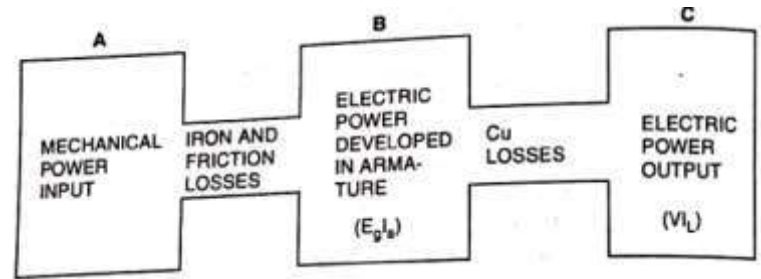 A
B
C
MECHANICAL
POWER
INPUT
IRON AND
FRICTION
LOSSES
ELECTRIC
POWER
DEVELOPED
IN ARMA-
TURE
(EgIa)
Cu
LOSSES
ELECTRIC
POWER
OUTPUT
(VIL)